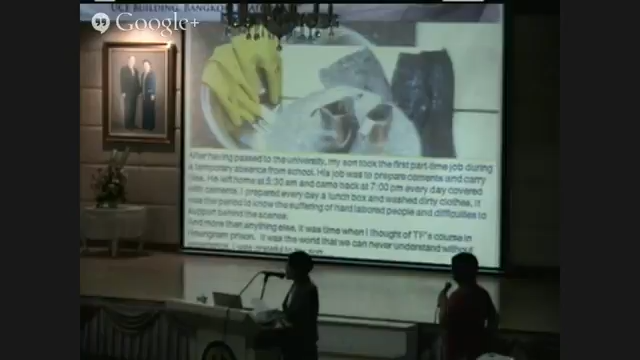 UCT BUILDING, BANGKOK
Google+
After having passed to the university, my son took the first part-time job during
a temporary absence from school. His job was to prepare cements and carry
He left home at 5:30 am and came back at 7:00 pm every day covered
with cements. I prepared every day a lunch box and washed dirty clothes, it
was the period to know the suffering of hard labored people and difficulties to
support behind the scene.
And more than anything else, it was time when I thought of TF's course in
prison. It was the world that we can never understand without